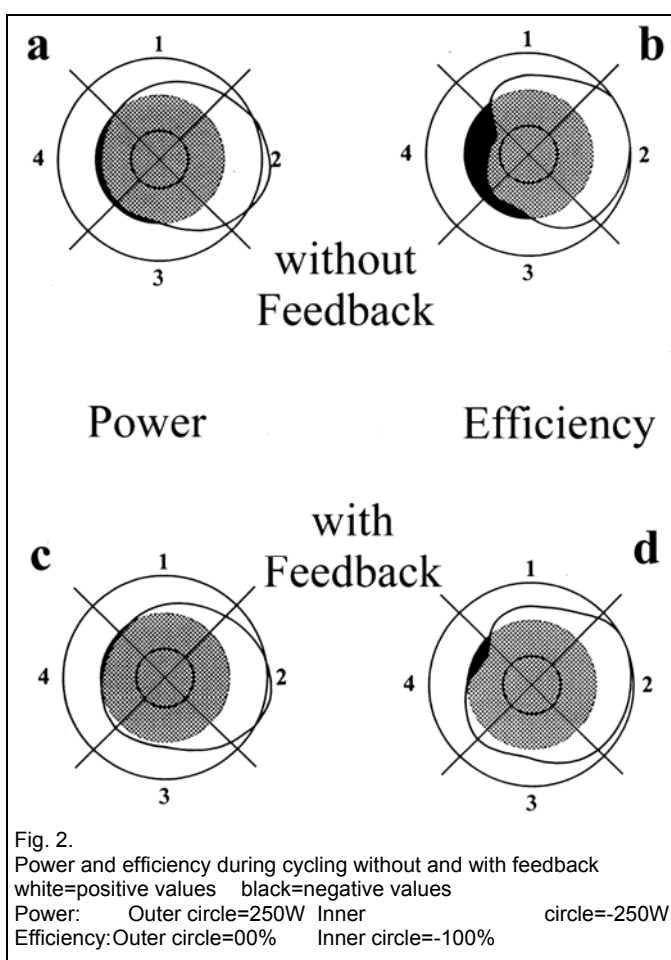 a
1
b
1
4
2
4
2
3
3
without
Feedback
Power
Efficiency
with
Feedback
c
1
d
1
4
2
4
2
3
3
Fig. 2.
Power and efficiency during cycling without and with feedback
white=positive values black=negative values
Power: Outer circle=250W Inner circle=-250W
Efficiency:Outer circle=00% Inner circle=-100%